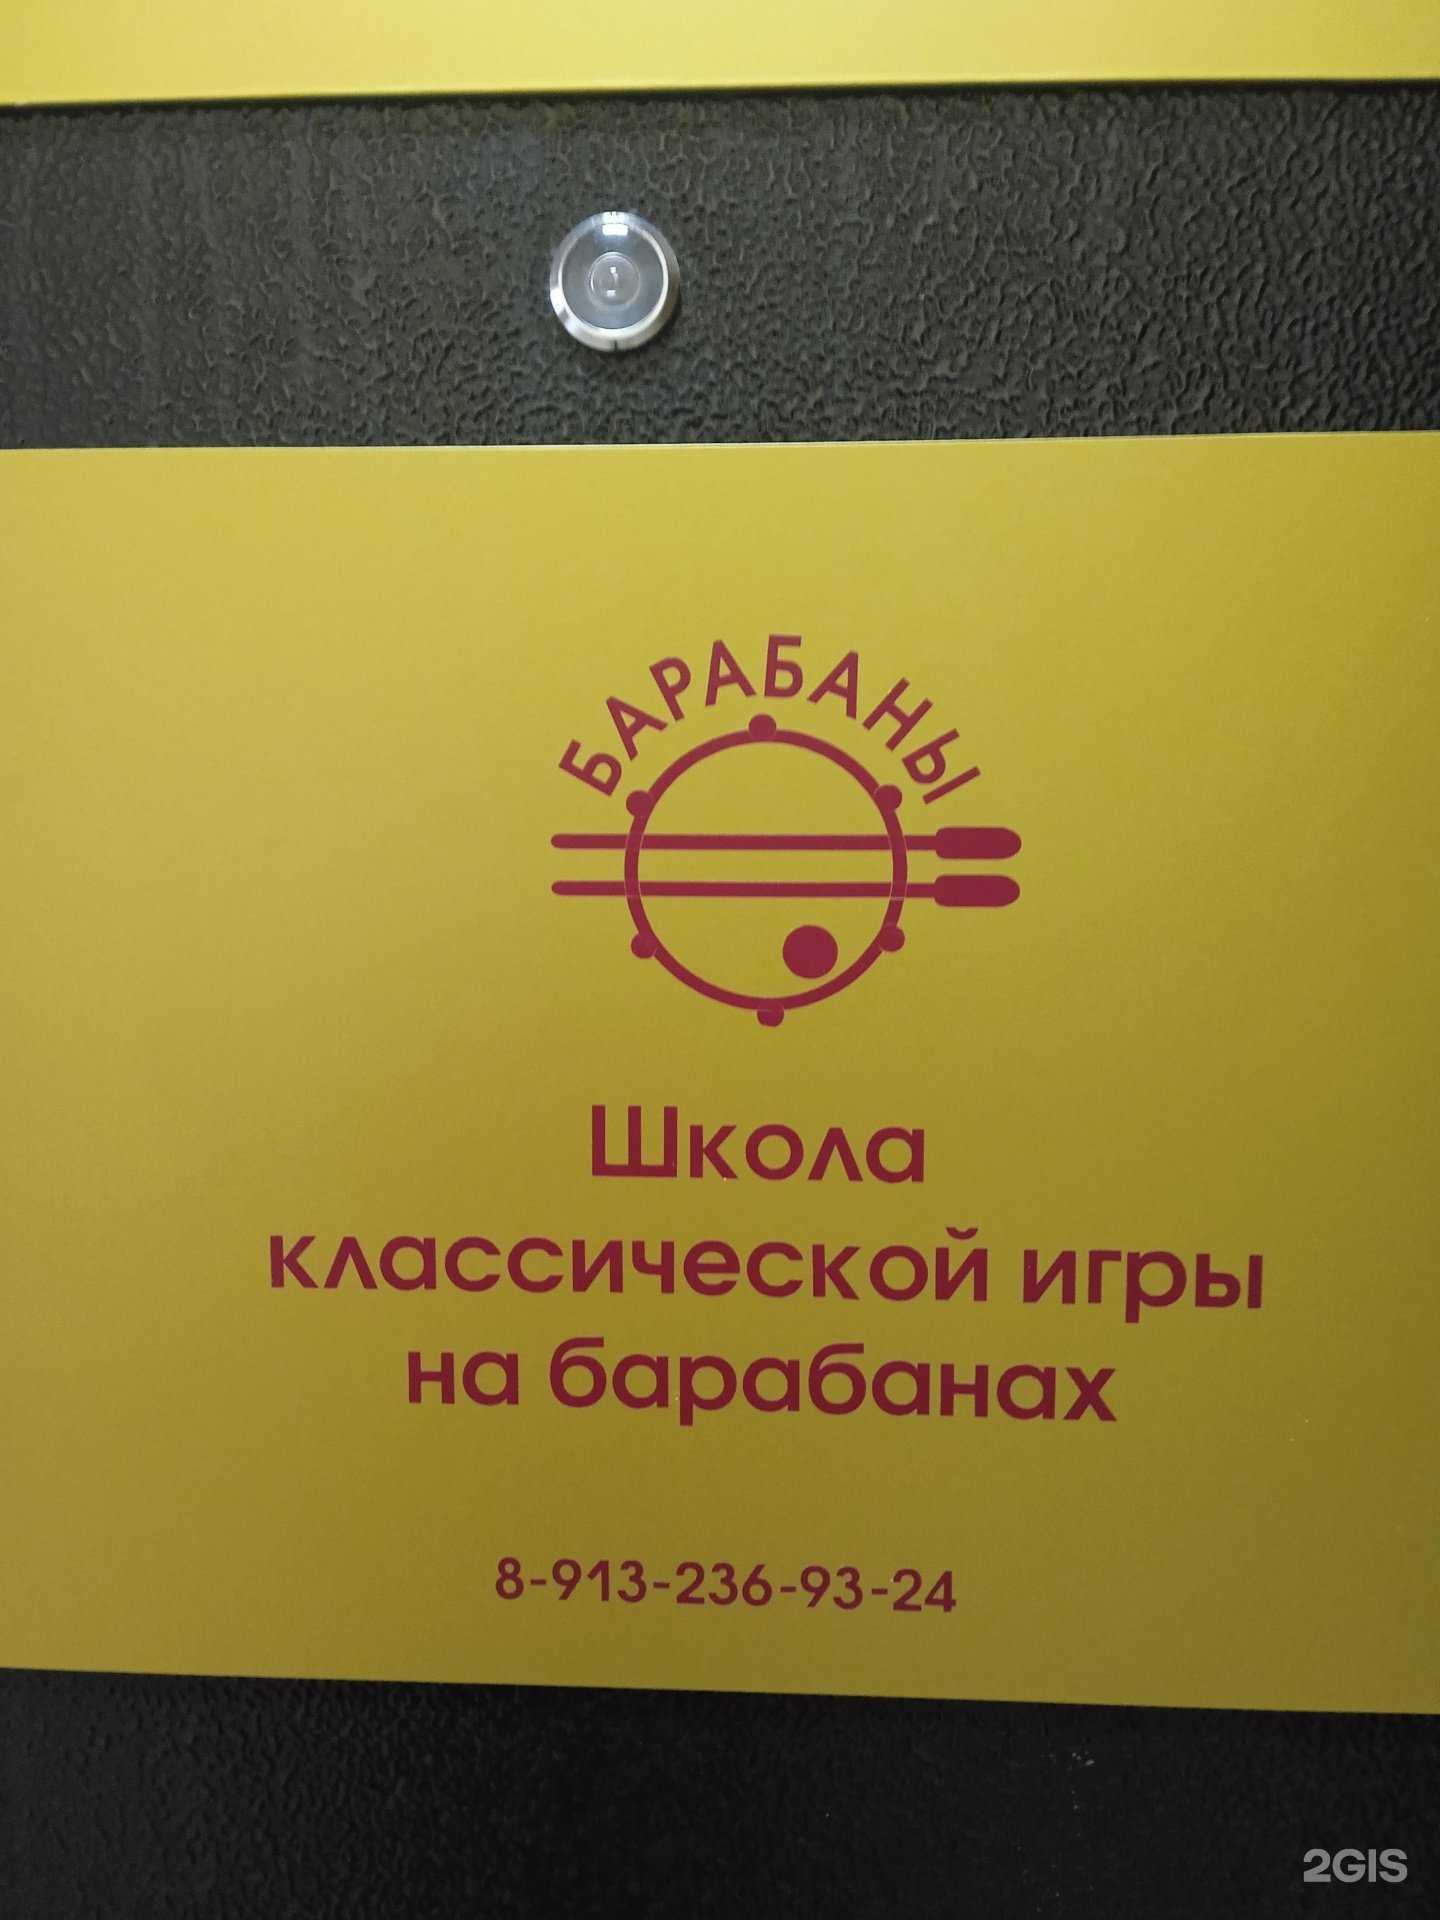 БАРАБАНЫ
Школа
классической игры
на барабанах
8-913-236-93-24
2GIS